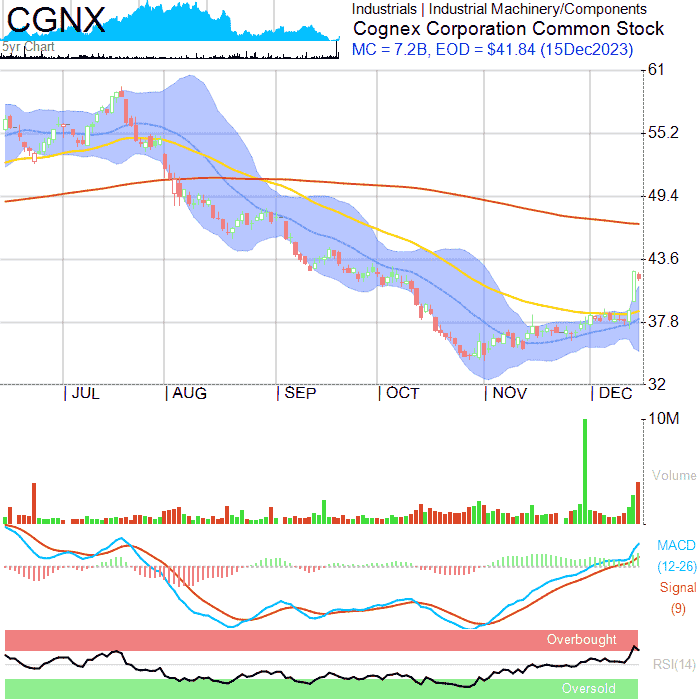 CGNX
5yr Chart
Industrials | Industrial Machinery/Components
Cognex Corporation Common Stock
MC = 7.2B, EOD = $41.84 (15Dec2023)
61
55.2
49.4
43.6
37.8
32
| JUL | AUG | SEP | OCT | NOV | DEC
10M
Volume
MACD
(12-26)
Signal
(9)
Overbought
RSI(14)
Oversold